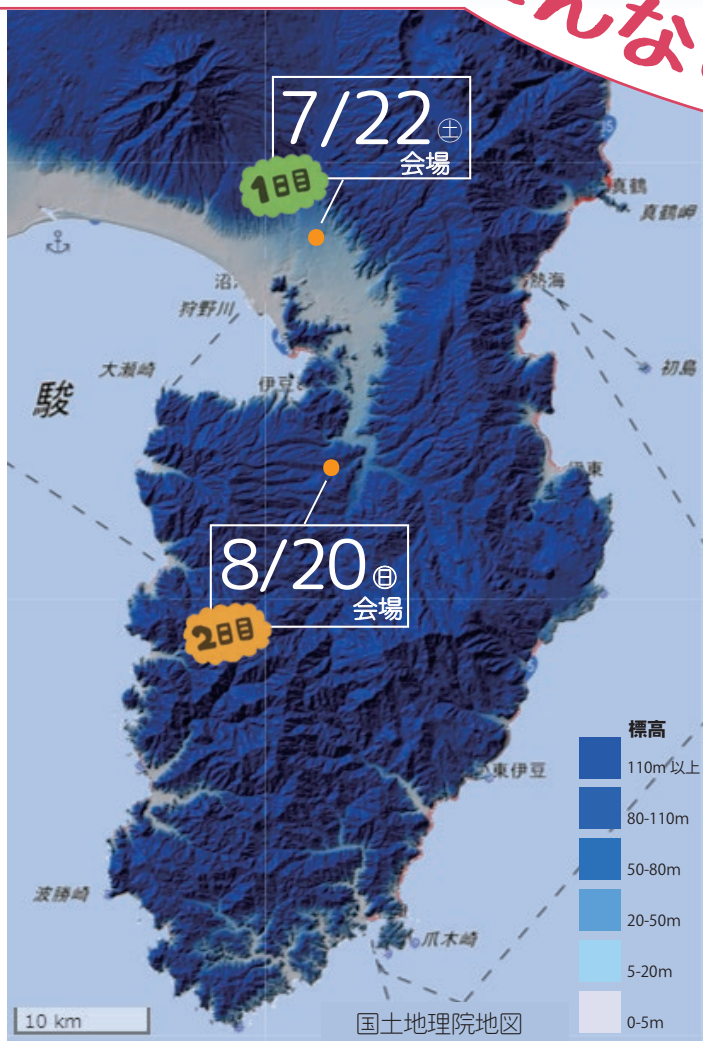 んな
7/22㊏
会場
1日目
真鶴
真鶴岬
沼
熱海
狩野川
大瀬崎
初島
伊豆
駿
伊東
8/20㊐
会場
2日目
標高
110m 以上
東伊豆
80-110m
50-80m
波勝崎
20-50m
爪木崎
5-20m
10 km
国土地理院地図
0-5m